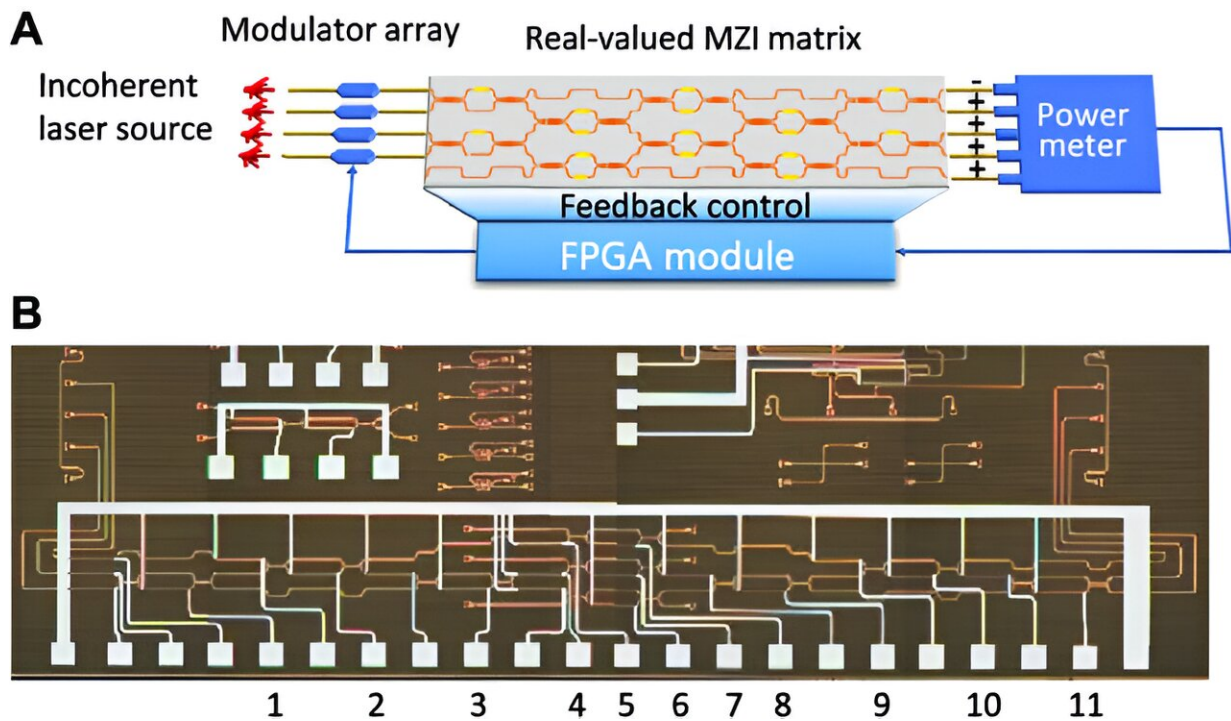 A
Modulator array
Real-valued MZI matrix
Incoherent
laser source
-
+
+
+
+
Power
meter
Feedback control
FPGA module
B
1 2 3 4 5 6 7 8 9 10 11